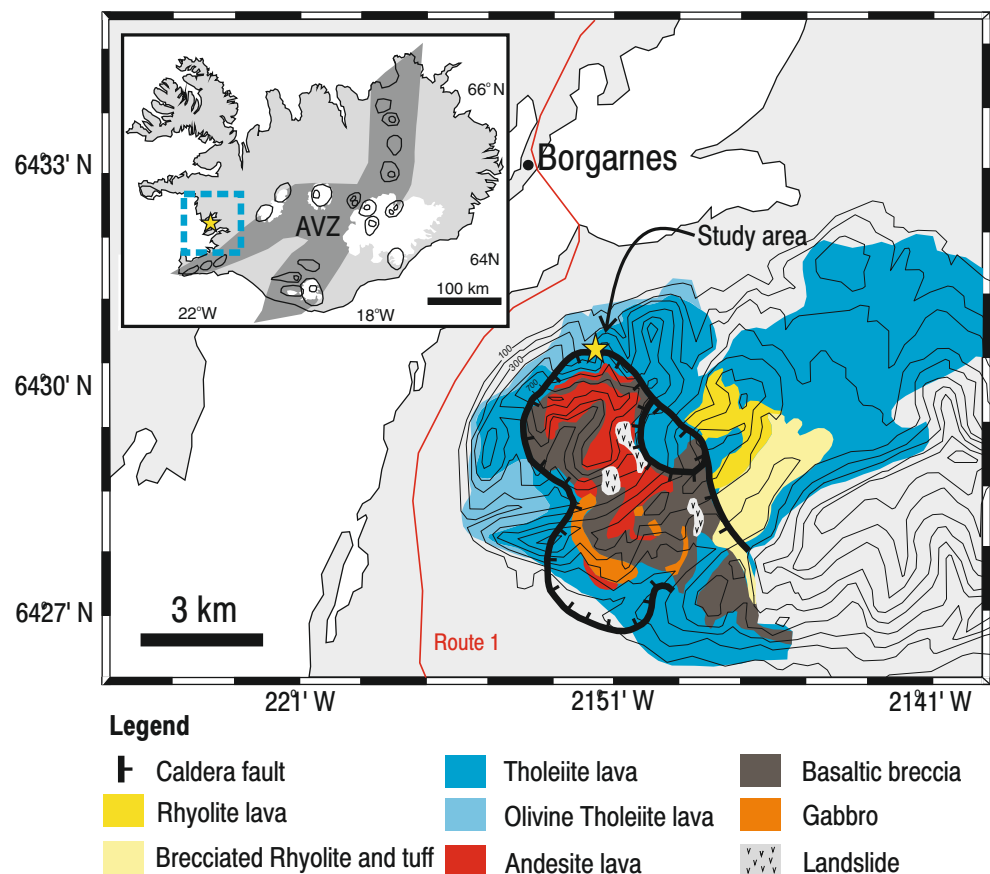 66°N
AVZ
64N
100 km
22°W
18°W
64°33' N
Borgarnes
Study area
100
300
700
64°30' N
64°27' N
3 km
Route 1
22°1' W
21°51' W
21°41' W
Legend
Caldera fault
Tholeiite lava
Basaltic breccia
Rhyolite lava
Olivine Tholeiite lava
Gabbro
Brecciated Rhyolite and tuff
Andesite lava
Landslide